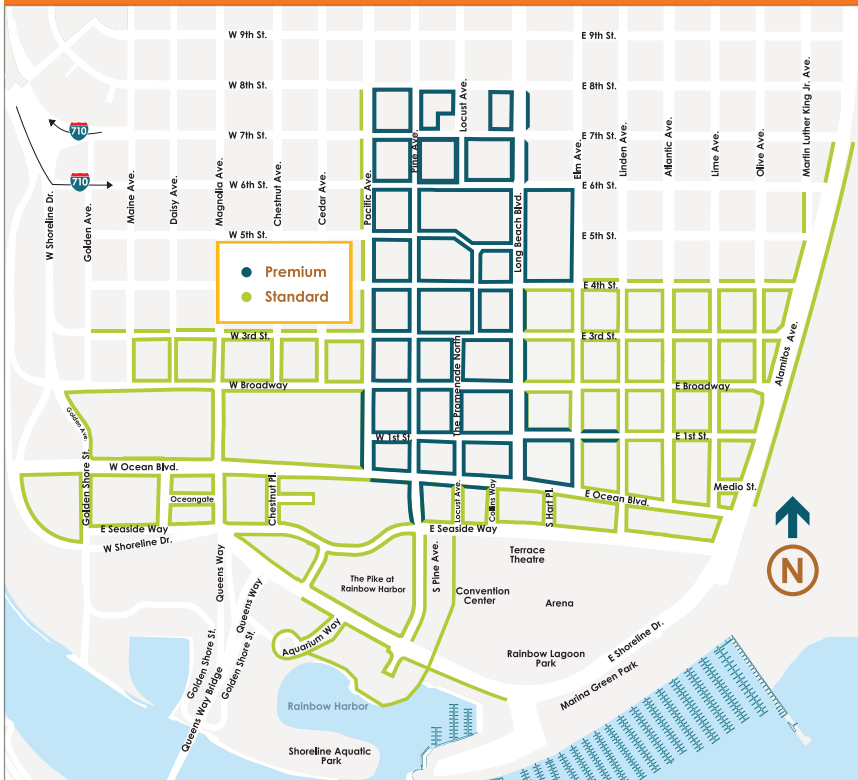 W 9th St.
E 9th St.
W 8th St.
E 8th St.
W 7th St.
E 7th St.
W 6th St.
E 6th St.
W 5th St.
E 5th St.
710
710
W Shoreline Dr.
Golden Ave.
Maine Ave.
Daisy Ave.
Magnolia Ave.
Chestnut Ave.
Cedar Ave.
Pacific Ave.
Pine Ave.
Locust Ave.
Long Beach Blvd.
Elm Ave.
Linden Ave.
Atlantic Ave.
Lime Ave.
Olive Ave.
Martin Luther King Jr. Ave.
Premium
Standard
E 4th St.
W 3rd St.
E 3rd St.
The Promenade North
Alamitos Ave.
W Broadway
E Broadway
Golden Ave.
W 1st St.
E 1st St.
W Ocean Blvd.
E Ocean Blvd.
Medio St.
Golden Shore St.
Oceangate
Chestnut Pl.
Locust Ave.
Collins Way
S Hart Pl.
E Seaside Way
E Seaside Way
W Shoreline Dr.
N
Queens Way
Queens Way
The Pike at
Rainbow Harbor
S Pine Ave.
Terrace
Theatre
Convention
Center
Arena
Aquarium Way
Golden Shore St.
Golden Shore St.
Queens Way Bridge
Rainbow Lagoon
Park
E Shoreline Dr.
Marina Green Park
Rainbow Harbor
Shoreline Aquatic
Park